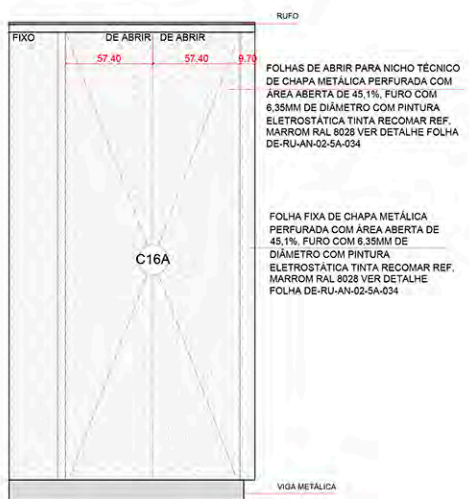 RUFO
FIXO
DE ABRIR
DE ABRIR
57.40
57.40
9.70
FOLHAS DE ABRIR PARA NICHO TÉCNICO
DE CHAPA METÁLICA PERFURADA COM
ÁREA ABERTA DE 45,1%, FURO COM
6,35MM DE DIÂMETRO COM PINTURA
ELETROSTÁTICA TINTA RECOMAR REF.
MARROM RAL 8028 VER DETALHE FOLHA
DE-RU-AN-02-5A-034
FOLHA FIXA DE CHAPA METÁLICA
PERFURADA COM ÁREA ABERTA DE
45,1%, FURO COM 6,35MM DE
DIÂMETRO COM PINTURA
ELETROSTÁTICA TINTA RECOMAR REF.
MARROM RAL 8028 VER DETALHE
FOLHA DE-RU-AN-02-5A-034
C16A
VIGA METÁLICA